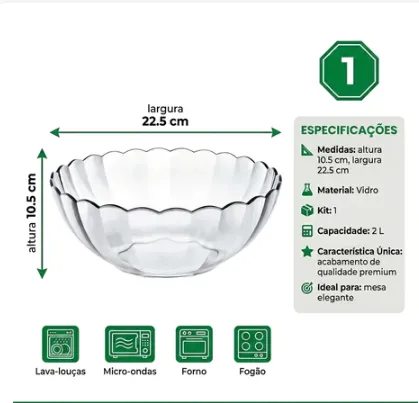 1
largura
22.5 cm
altura 10.5 cm
ESPECIFICAÇÕES
Medidas: altura
10.5 cm, largura
22.5 cm
Material: Vidro
Kit: 1
Capacidade: 2 L
Característica Única:
acabamento de
qualidade premium
Ideal para: mesa
elegante
Lava-louças
Micro-ondas
Forno
Fogão